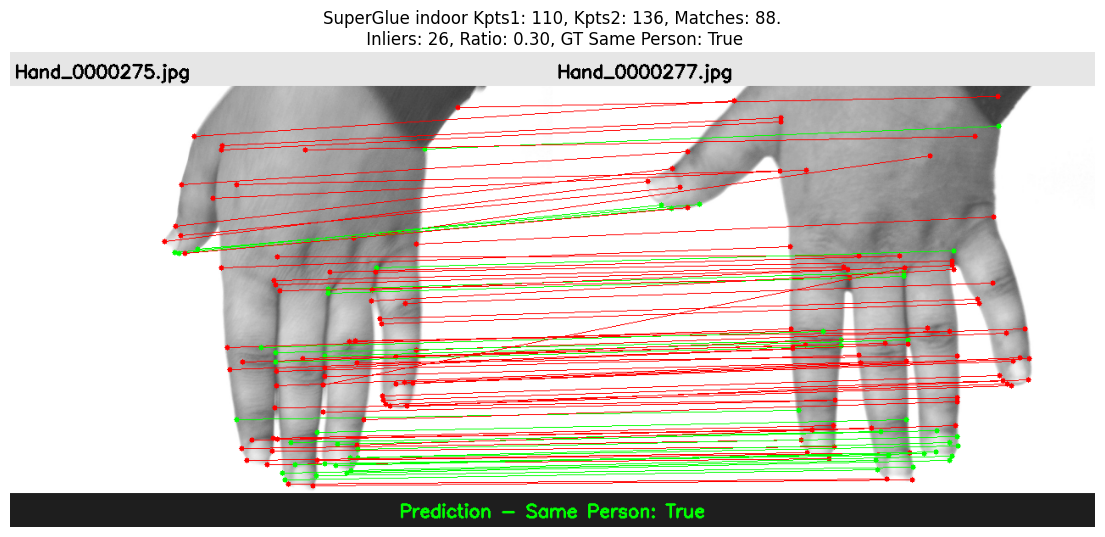 SuperGlue indoor Kpts1: 110, Kpts2: 136, Matches: 88.
Inliers: 26, Ratio: 0.30, GT Same Person: True
Hand_0000275.jpg
Hand_0000277.jpg
Prediction - Same Person: True